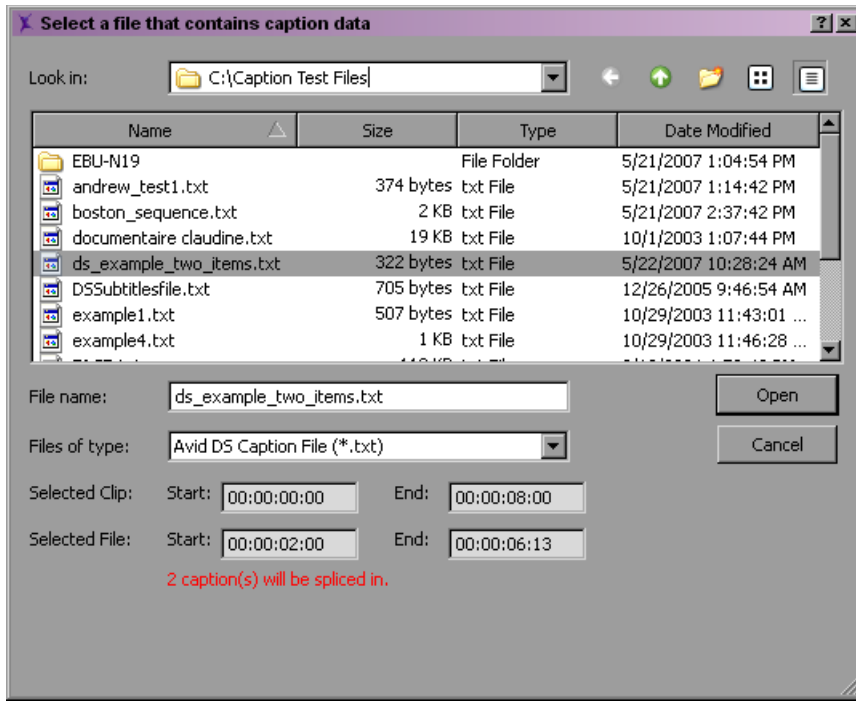 Select a file that contains caption data
Look in: C:\Caption Test Files
Name Size Type Date Modified
EBU-N19 File Folder 5/21/2007 1:04:54 PM
andrew_test1.txt 374 bytes txt File 5/21/2007 1:14:42 PM
boston_sequence.txt 2 KB txt File 5/21/2007 2:37:42 PM
documentaire claudine.txt 19 KB txt File 10/1/2003 1:07:44 PM
ds_example_two_items.txt 322 bytes txt File 5/22/2007 10:28:24 AM
DSSubtitlesfile.txt 705 bytes txt File 12/26/2005 9:46:54 AM
example1.txt 507 bytes txt File 10/29/2003 11:43:01 ...
example4.txt 1 KB txt File 10/29/2003 11:46:28 ...
File name: ds_example_two_items.txt Open
Files of type: Avid DS Caption File (*.txt) Cancel
Selected Clip: Start: 00:00:00:00 End: 00:00:08:00
Selected File: Start: 00:00:02:00 End: 00:00:06:13
2 caption(s) will be spliced in.